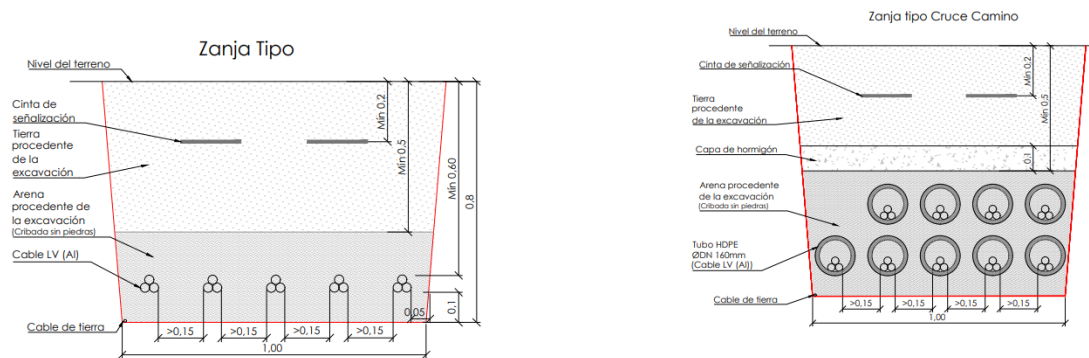 Zanja Tipo
Nivel del terreno
Cinta de
señalización
Tierra
procedente
de la
excavación
Arena
procedente de
la excavación
(Cribada sin piedras)
Cable LV (Al)
Cable de tierra
Mín 0,2
Mín 0,5
Mín 0,60
0,8
0,1
0,05
>0,15
>0,15
>0,15
>0,15
1,00
Zanja tipo Cruce Camino
Nivel del terreno
Cinta de señalización
Tierra
procedente
de la excavación
Capa de hormigón
Arena procedente
de la excavación
(Cribada sin piedras)
Tubo HDPE
ØDN 160mm
(Cable LV (Al))
Cable de tierra
Mín 0,2
Mín 0,5
0,1
>0,15
>0,15
>0,15
>0,15
1,00